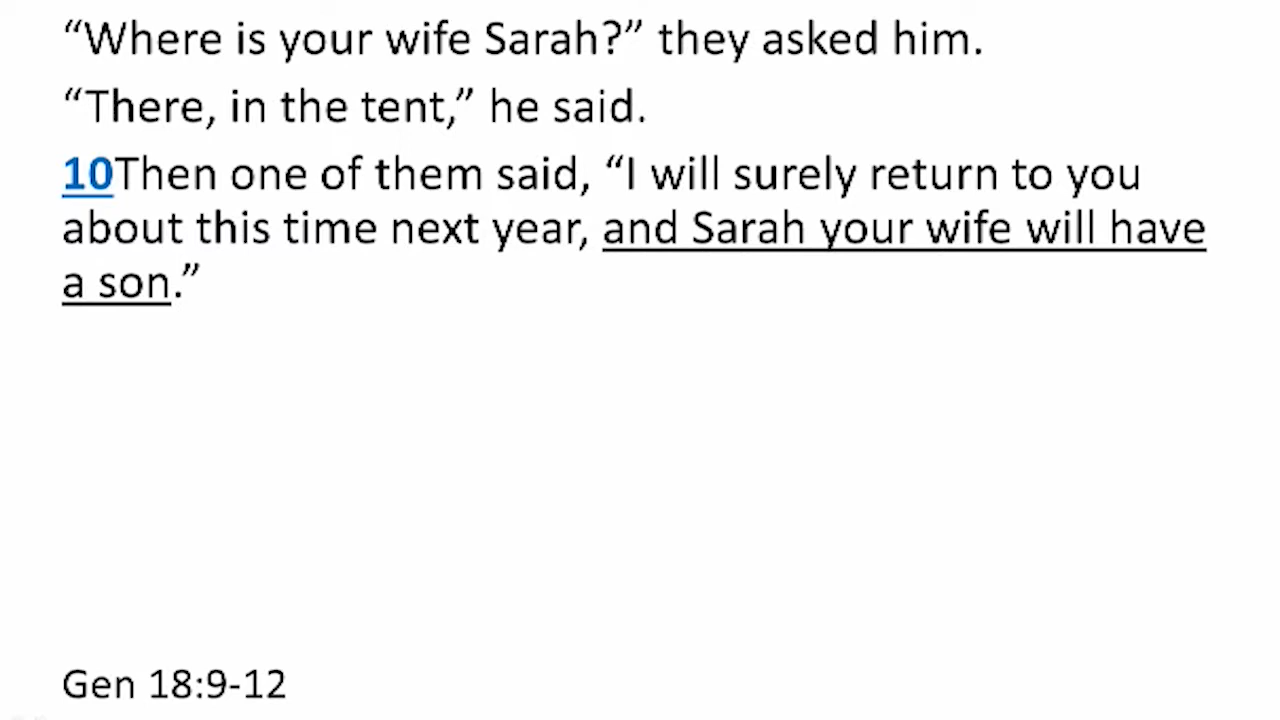 “Where is your wife Sarah?” they asked him.
“There, in the tent,” he said.
10Then one of them said, “I will surely return to you
about this time next year, and Sarah your wife will have
a son.”
Gen 18:9-12